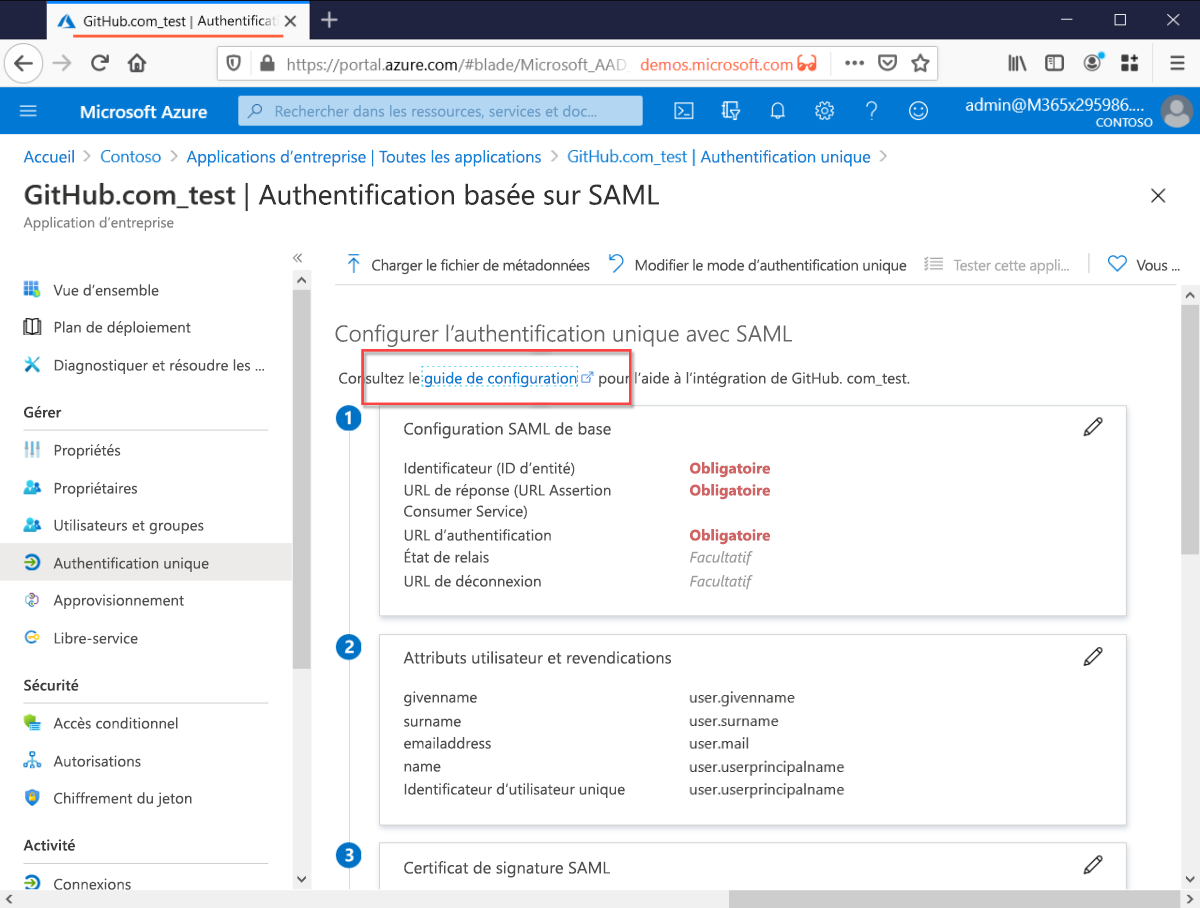 GitHub.com_test | Authentificati
https://portal.azure.com/#blade/Microsoft_AAD_ demos.microsoft.com
Microsoft Azure
Rechercher dans les ressources, services et doc...
admin@M365x295986....
CONTOSO
Accueil > Contoso > Applications d’entreprise | Toutes les applications > GitHub.com_test | Authentification unique >
GitHub.com_test | Authentification basée sur SAML
Application d’entreprise
Charger le fichier de métadonnées
Modifier le mode d’authentification unique
Tester cette appli...
Vous ...
Vue d’ensemble
Plan de déploiement
Diagnostiquer et résoudre les ...
Gérer
Propriétés
Propriétaires
Utilisateurs et groupes
Authentification unique
Approvisionnement
Libre-service
Sécurité
Accès conditionnel
Autorisations
Chiffrement du jeton
Activité
Connexions
Configurer l’authentification unique avec SAML
Consultez le guide de configuration pour l’aide à l’intégration de GitHub. com_test.
1
Configuration SAML de base
Identificateur (ID d’entité) Obligatoire
URL de réponse (URL Assertion Obligatoire
Consumer Service)
URL d’authentification Obligatoire
État de relais Facultatif
URL de déconnexion Facultatif
2
Attributs utilisateur et revendications
givenname user.givenname
surname user.surname
emailaddress user.mail
name user.userprincipalname
Identificateur d’utilisateur unique user.userprincipalname
3
Certificat de signature SAML